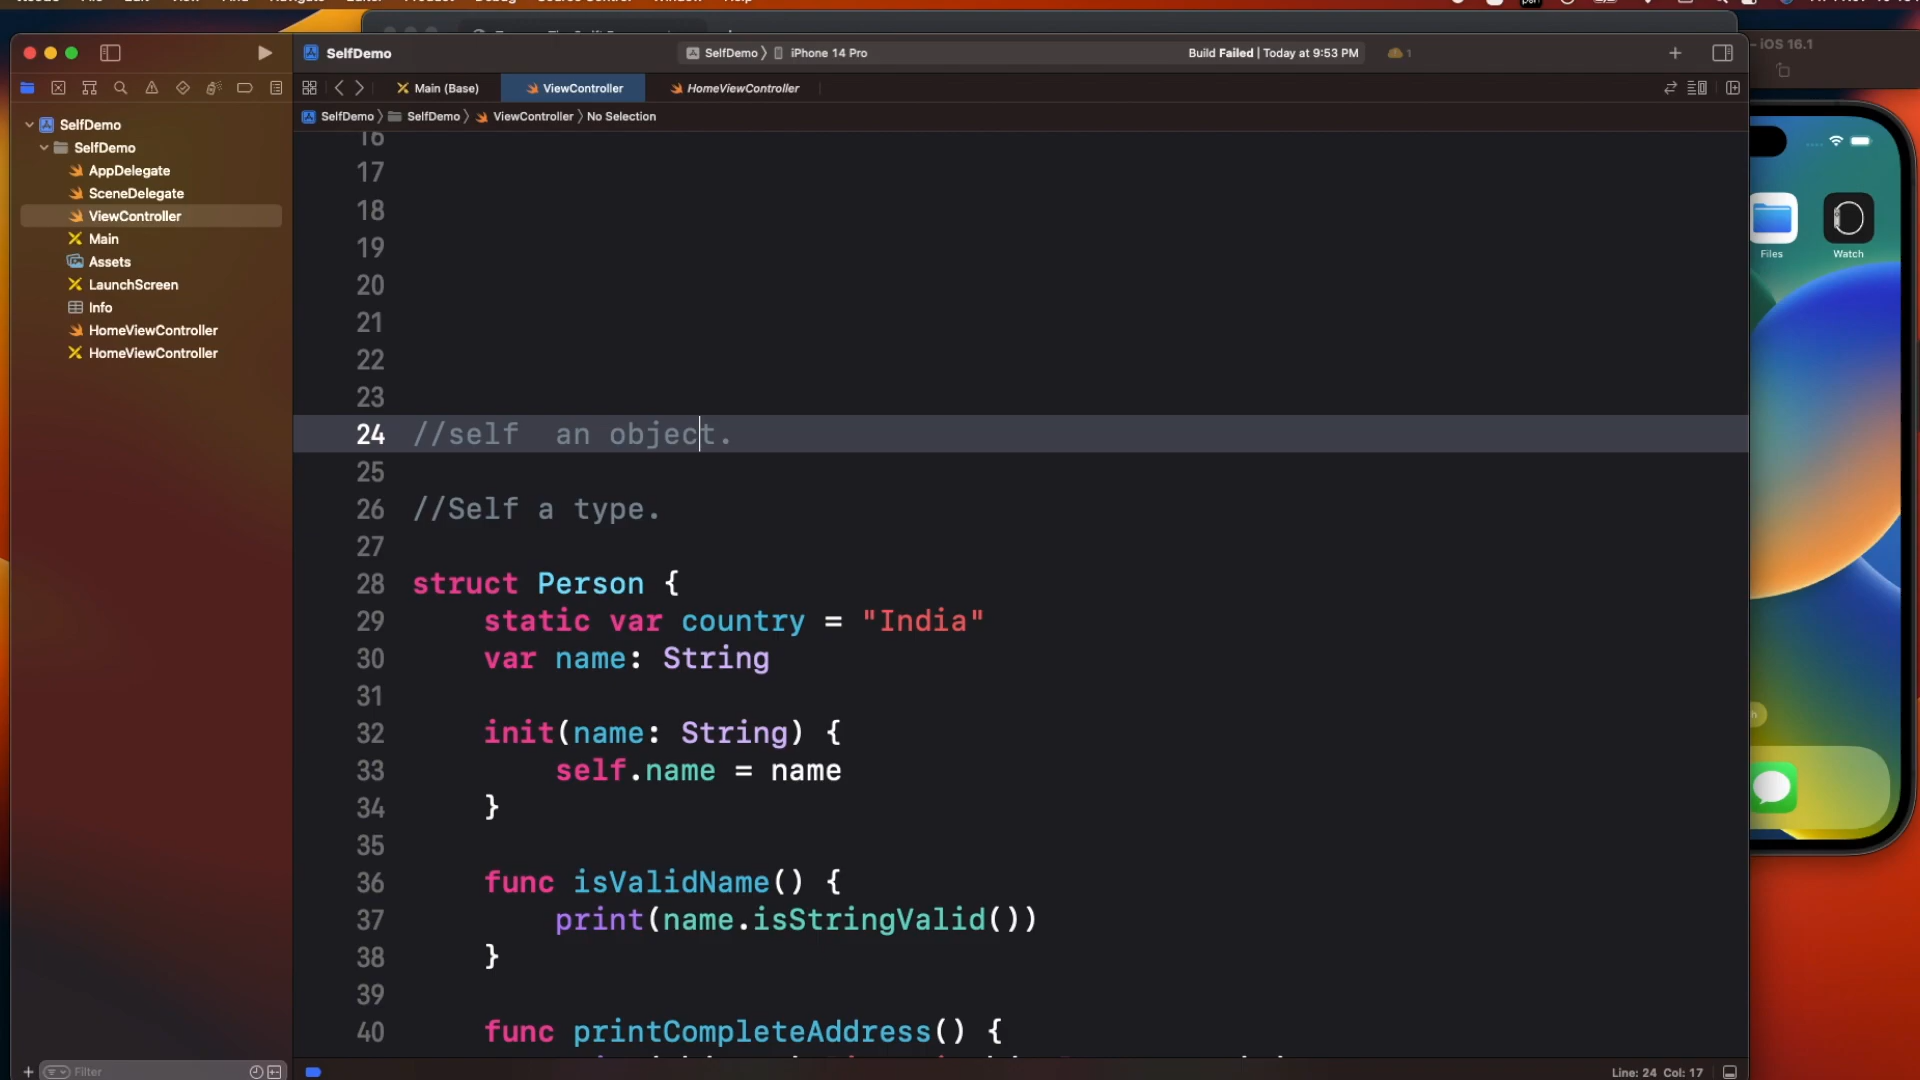 SelfDemo
SelfDemo
iPhone 14 Pro
Build Failed | Today at 9:53 PM
1
iOS 16.1
Main (Base)
ViewController
HomeViewController
SelfDemo
SelfDemo
ViewController
No Selection
SelfDemo
SelfDemo
AppDelegate
SceneDelegate
ViewController
Main
Assets
LaunchScreen
Info
HomeViewController
HomeViewController
Filter
16
17
18
19
20
21
22
23
24 //self  an object.
25
26 //Self a type.
27
28 struct Person {
29 static var country = "India"
30 var name: String
31
32 init(name: String) {
33 self.name = name
34 }
35
36 func isValidName() {
37 print(name.isStringValid())
38 }
39
40 func printCompleteAddress() {
Line: 24 Col: 17
Files
Watch